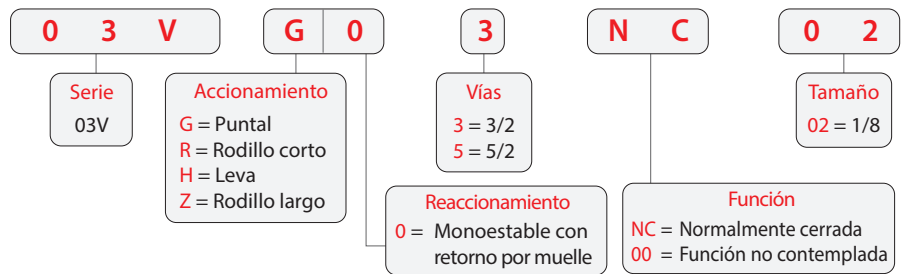 0 3 V G 0 3 N C 0 2
Serie
03V
Accionamiento
G = Puntal
R = Rodillo corto
H = Leva
Z = Rodillo largo
Vías
3 = 3/2
5 = 5/2
Tamaño
02 = 1/8
Reaccionamiento
0 = Monoestable con
retorno por muelle
Función
NC = Normalmente cerrada
00 = Función no contemplada